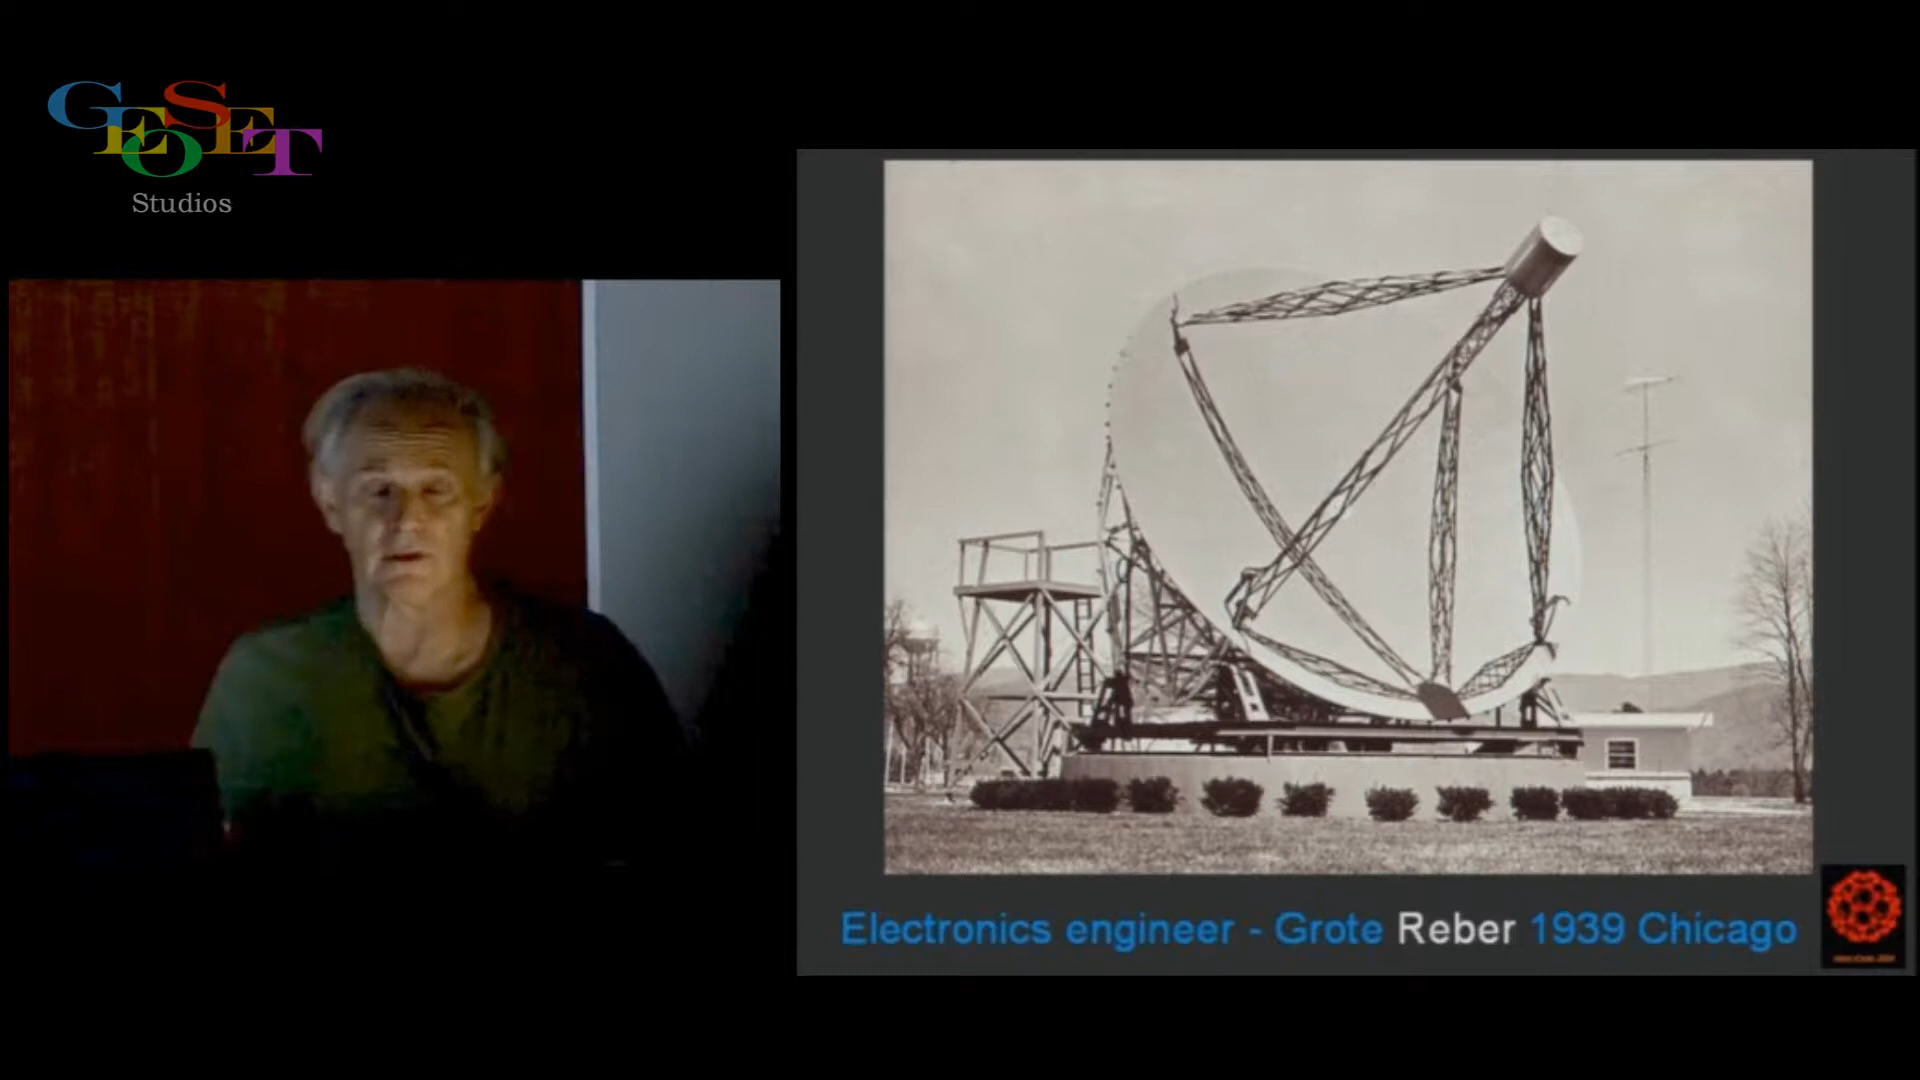 GEOSET
Studios
Electronics engineer - Grote Reber 1939 Chicago